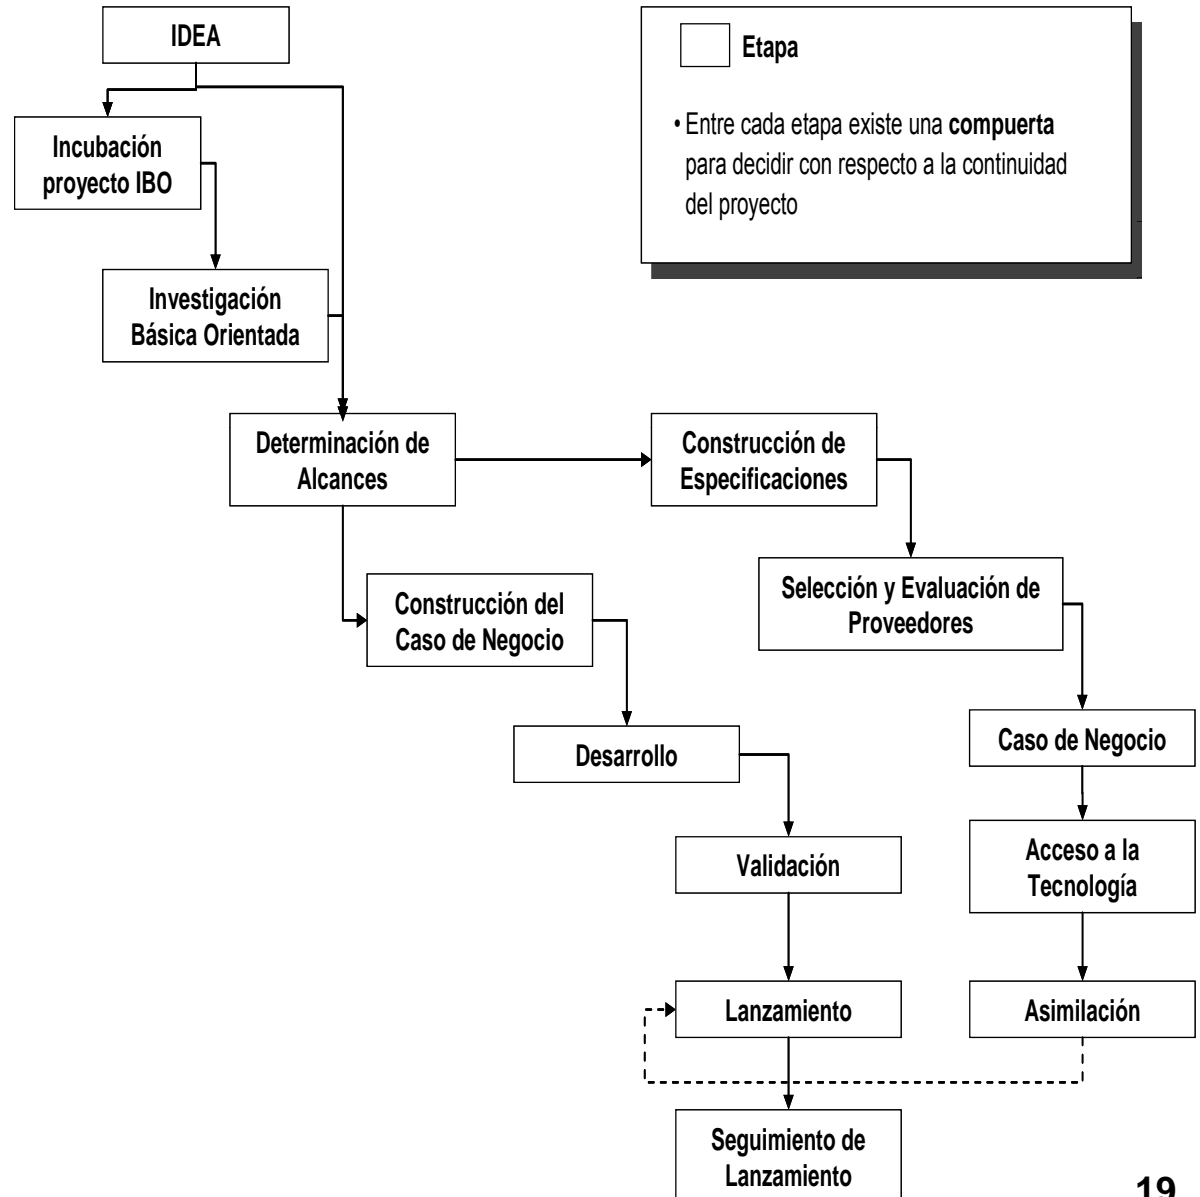 IDEA
Etapa
• Entre cada etapa existe una compuerta
para decidir con respecto a la continuidad
del proyecto
Incubación
proyecto IBO
Investigación
Básica Orientada
Determinación de
Alcances
Construcción de
Especificaciones
Selección y Evaluación de
Proveedores
Construcción del
Caso de Negocio
Desarrollo
Caso de Negocio
Validación
Acceso a la
Tecnología
Lanzamiento
Asimilación
Seguimiento de
Lanzamiento
19